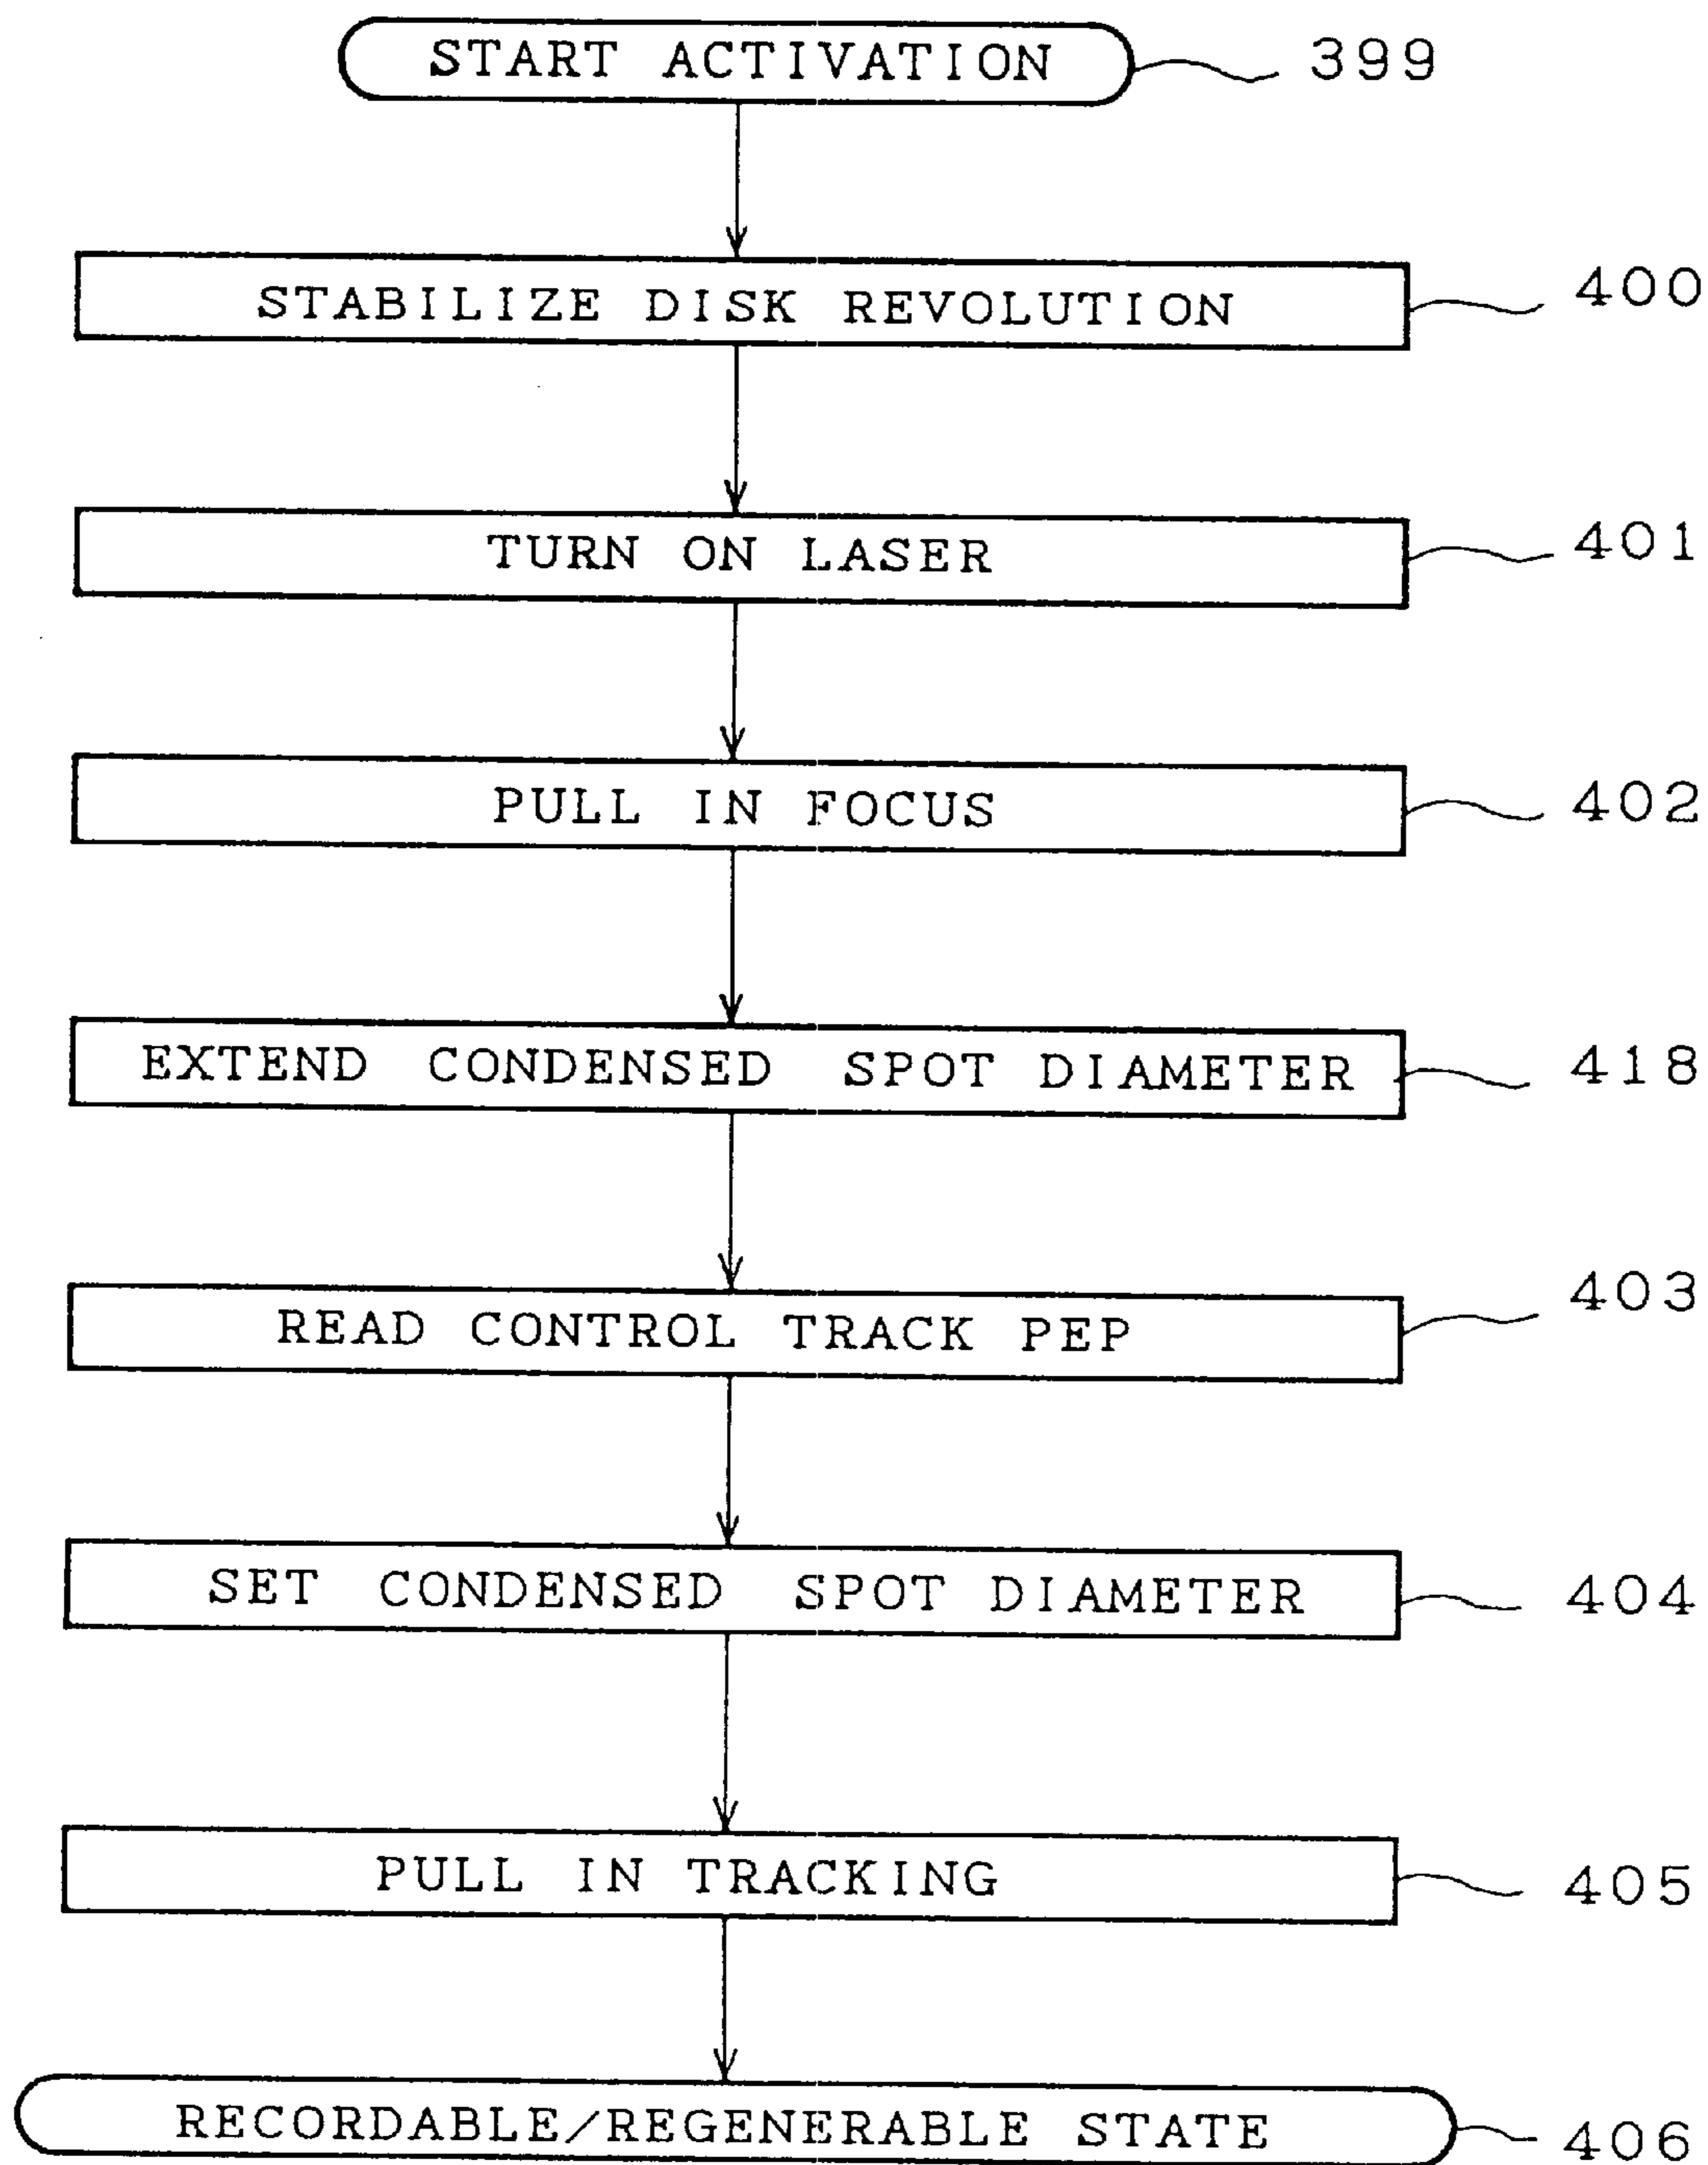 START ACTIVATION 399
STABILIZE DISK REVOLUTION 400
TURN ON LASER 401
PULL IN FOCUS 402
EXTEND CONDENSED SPOT DIAMETER 418
READ CONTROL TRACK PEP 403
SET CONDENSED SPOT DIAMETER 404
PULL IN TRACKING 405
RECORDABLE/REGENERABLE STATE 406